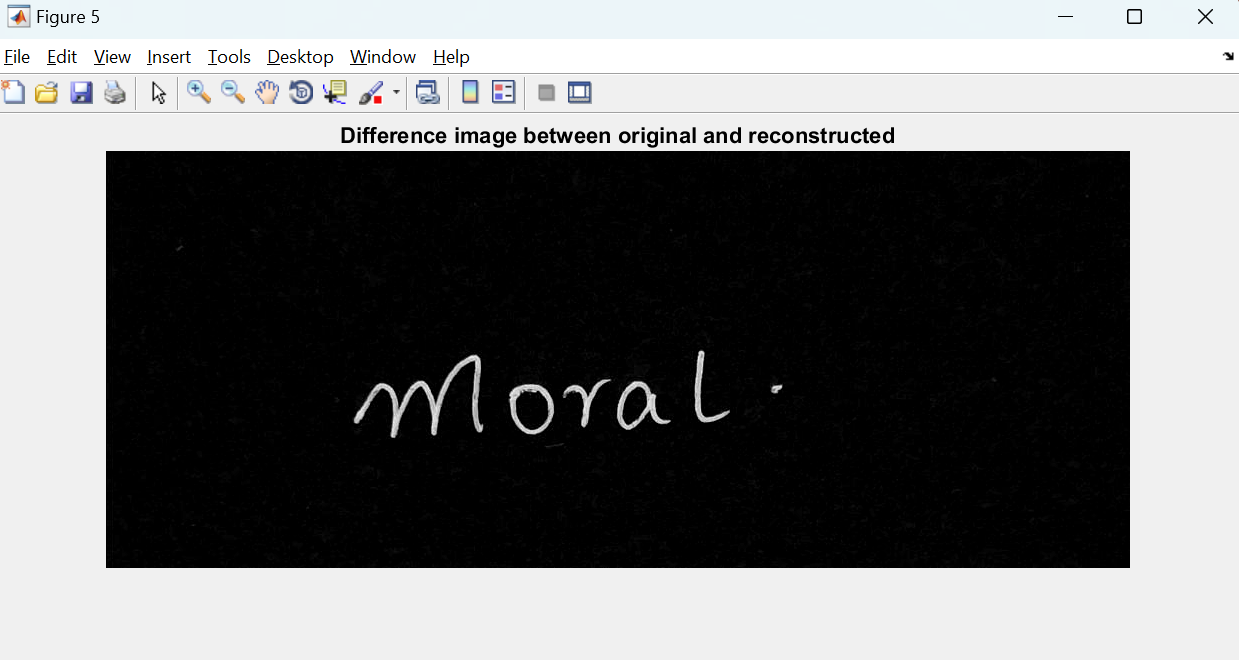 Figure 5
File Edit View Insert Tools Desktop Window Help
Difference image between original and reconstructed
Moral.